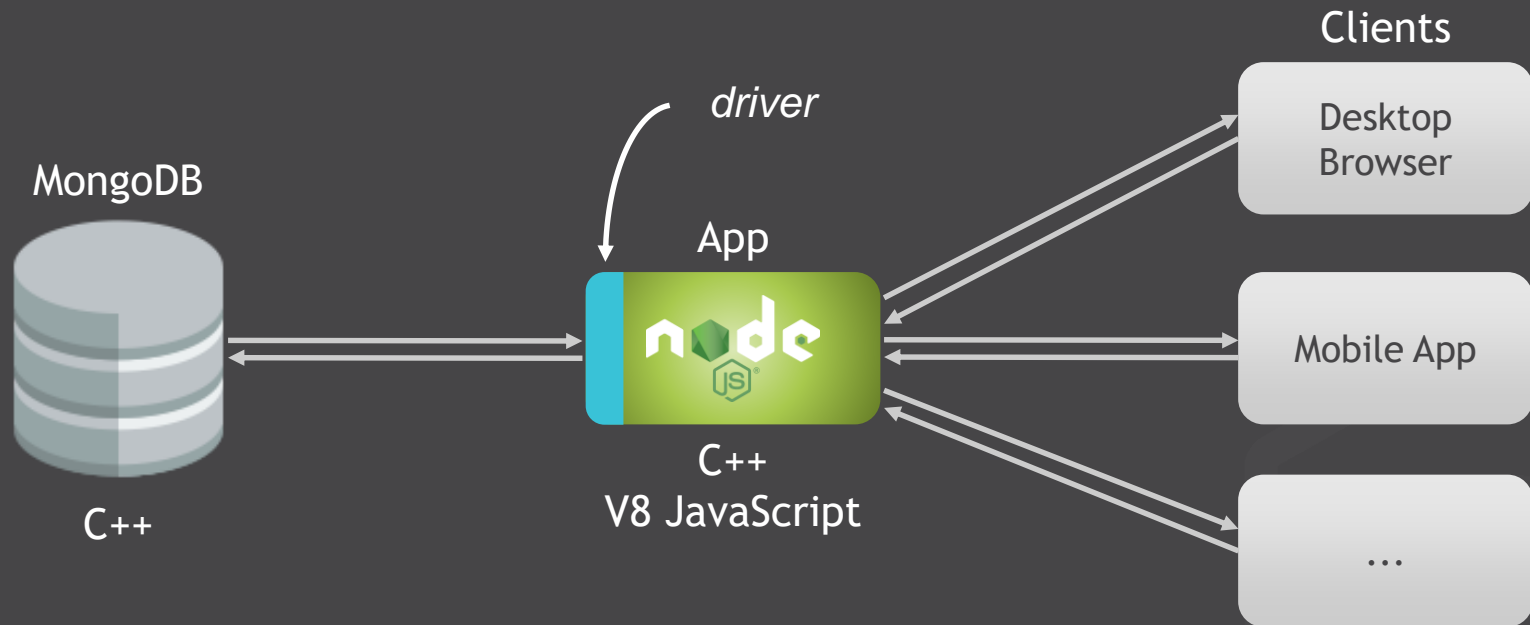 Clients
driver
Desktop
Browser
MongoDB
App
node
JS®
Mobile App
C++
V8 JavaScript
C++
...